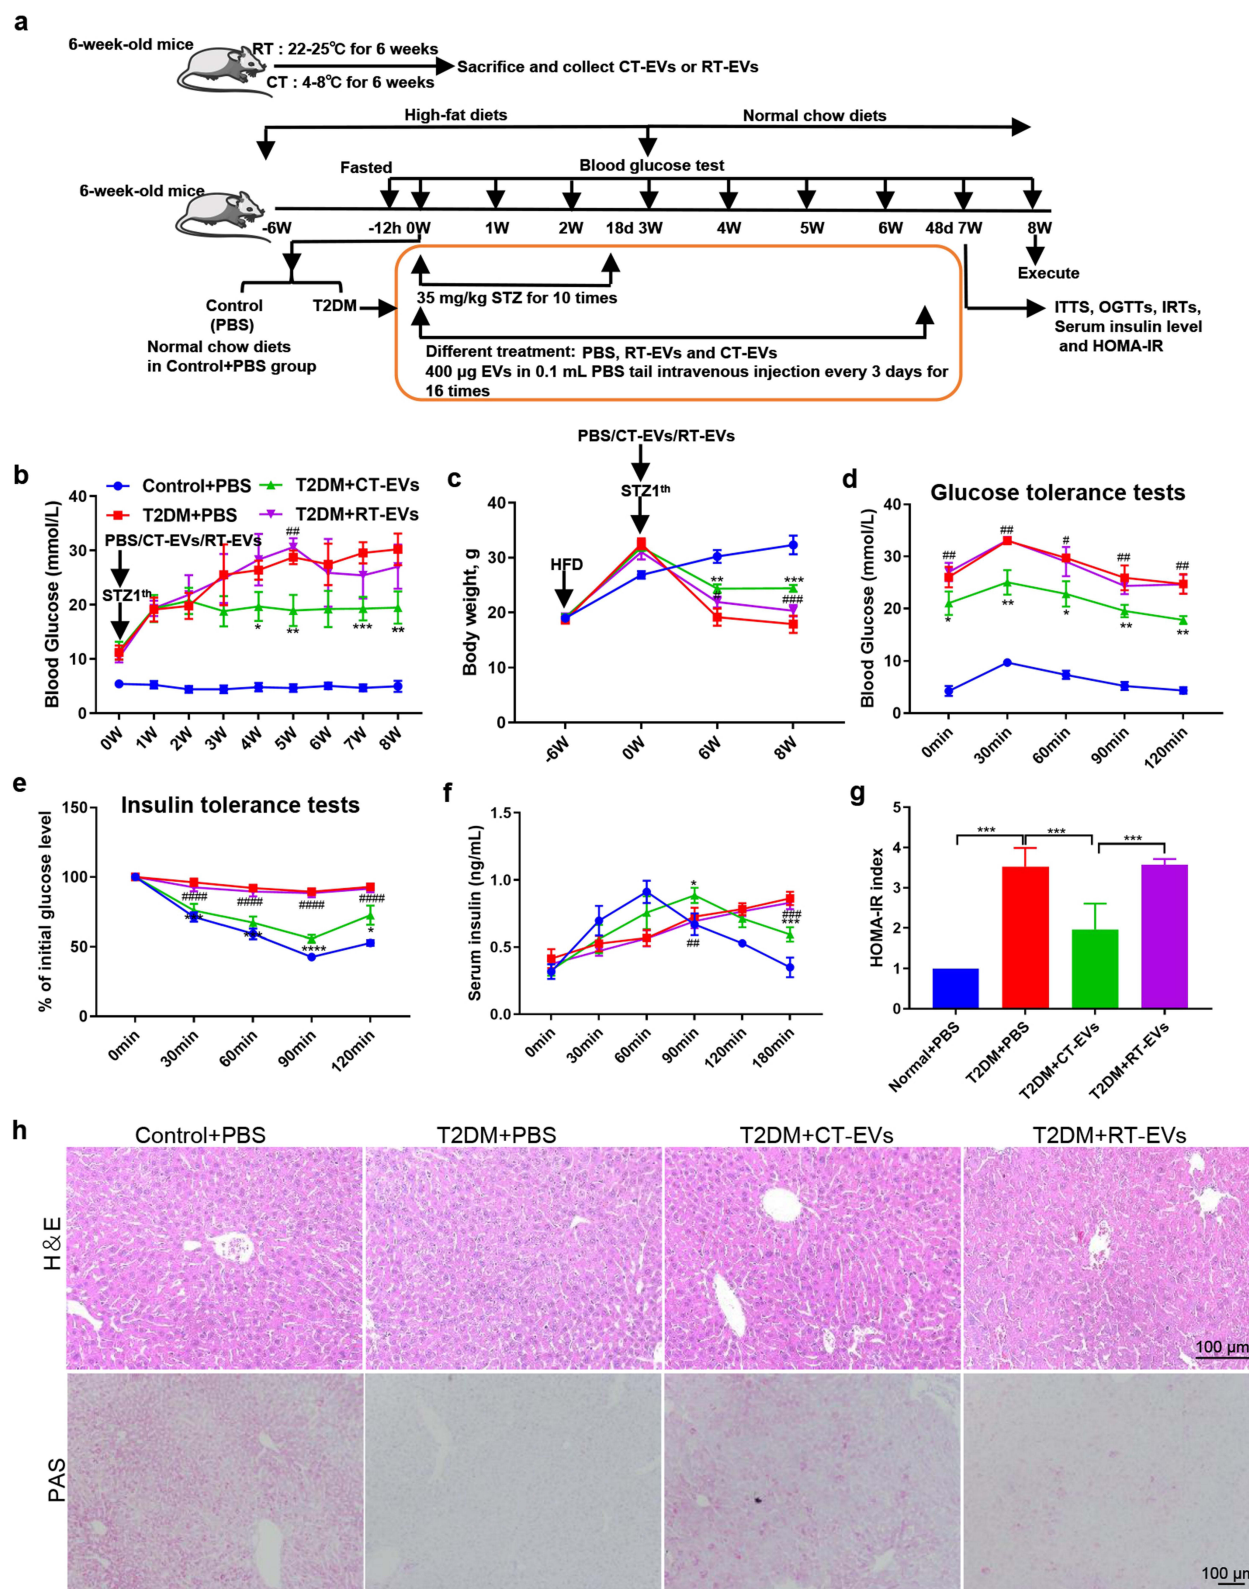 a
6-week-old mice
RT : 22-25℃ for 6 weeks
CT : 4-8℃ for 6 weeks
Sacrifice and collect CT-EVs or RT-EVs
High-fat diets
Normal chow diets
Fasted
Blood glucose test
6-week-old mice
-6W
-12h 0W
1W
2W
18d 3W
4W
5W
6W
48d 7W
8W
Execute
Control
(PBS)
T2DM
Normal chow diets
in Control+PBS group
35 mg/kg STZ for 10 times
Different treatment: PBS, RT-EVs and CT-EVs
400 μg EVs in 0.1 mL PBS tail intravenous injection every 3 days for
16 times
ITTS, OGTTs, IRTs,
Serum insulin level
and HOMA-IR
b
Control+PBS
T2DM+CT-EVs
T2DM+PBS
T2DM+RT-EVs
PBS/CT-EVs/RT-EVs
STZ1th
Blood Glucose (mmol/L)
40
30
20
10
0
##
*
**
***
**
0W
1W
2W
3W
4W
5W
6W
7W
8W
PBS/CT-EVs/RT-EVs
c
STZ1th
HFD
Body weight, g
40
30
20
10
0
**
#
***
###
-6W
0W
6W
8W
d
Glucose tolerance tests
Blood Glucose (mmol/L)
40
30
20
10
0
##
##
#
##
##
*
**
*
**
**
0min
30min
60min
90min
120min
e
Insulin tolerance tests
% of initial glucose level
150
100
50
0
####
####
####
####
****
*
0min
30min
60min
90min
120min
f
Serum insulin (ng/mL)
1.5
1.0
0.5
0.0
*
##
###
***
0min
30min
60min
90min
120min
180min
g
HOMA-IR index
5
4
3
2
1
0
***
***
***
Normal+PBS
T2DM+PBS
T2DM+CT-EVs
T2DM+RT-EVs
h
Control+PBS
T2DM+PBS
T2DM+CT-EVs
T2DM+RT-EVs
H&E
100 μm
PAS
100 μm